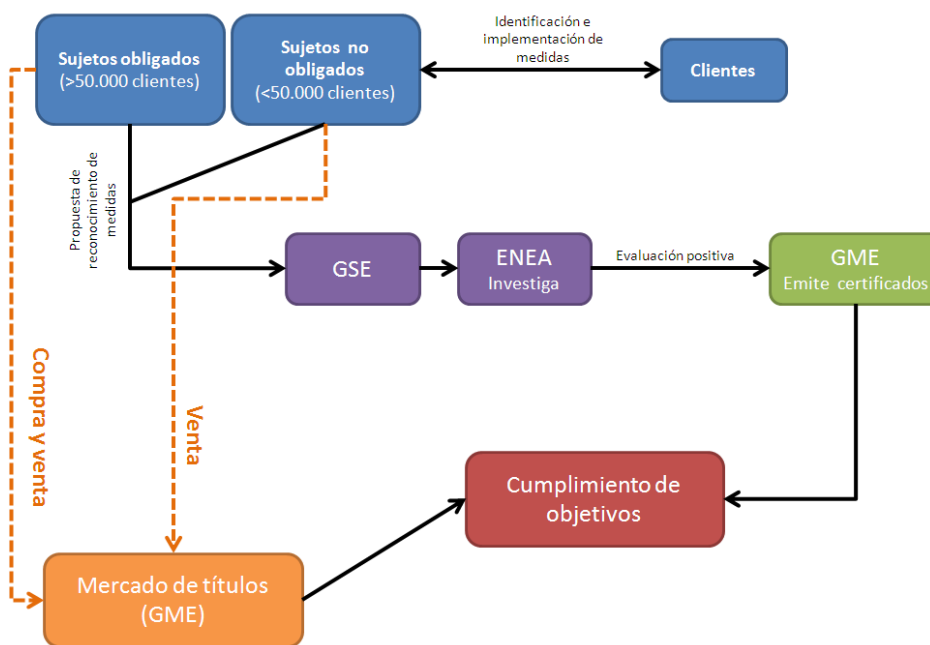 Sujetos obligados
(>50.000 clientes)
Sujetos no
obligados
(<50.000 clientes)
Identificación e
implementación de
medidas
Clientes
Propuesta de
reconocimiento de
medidas
GSE
ENEA
Investiga
Evaluación positiva
GME
Emite certificados
Compra y venta
Venta
Cumplimiento de
objetivos
Mercado de títulos
(GME)